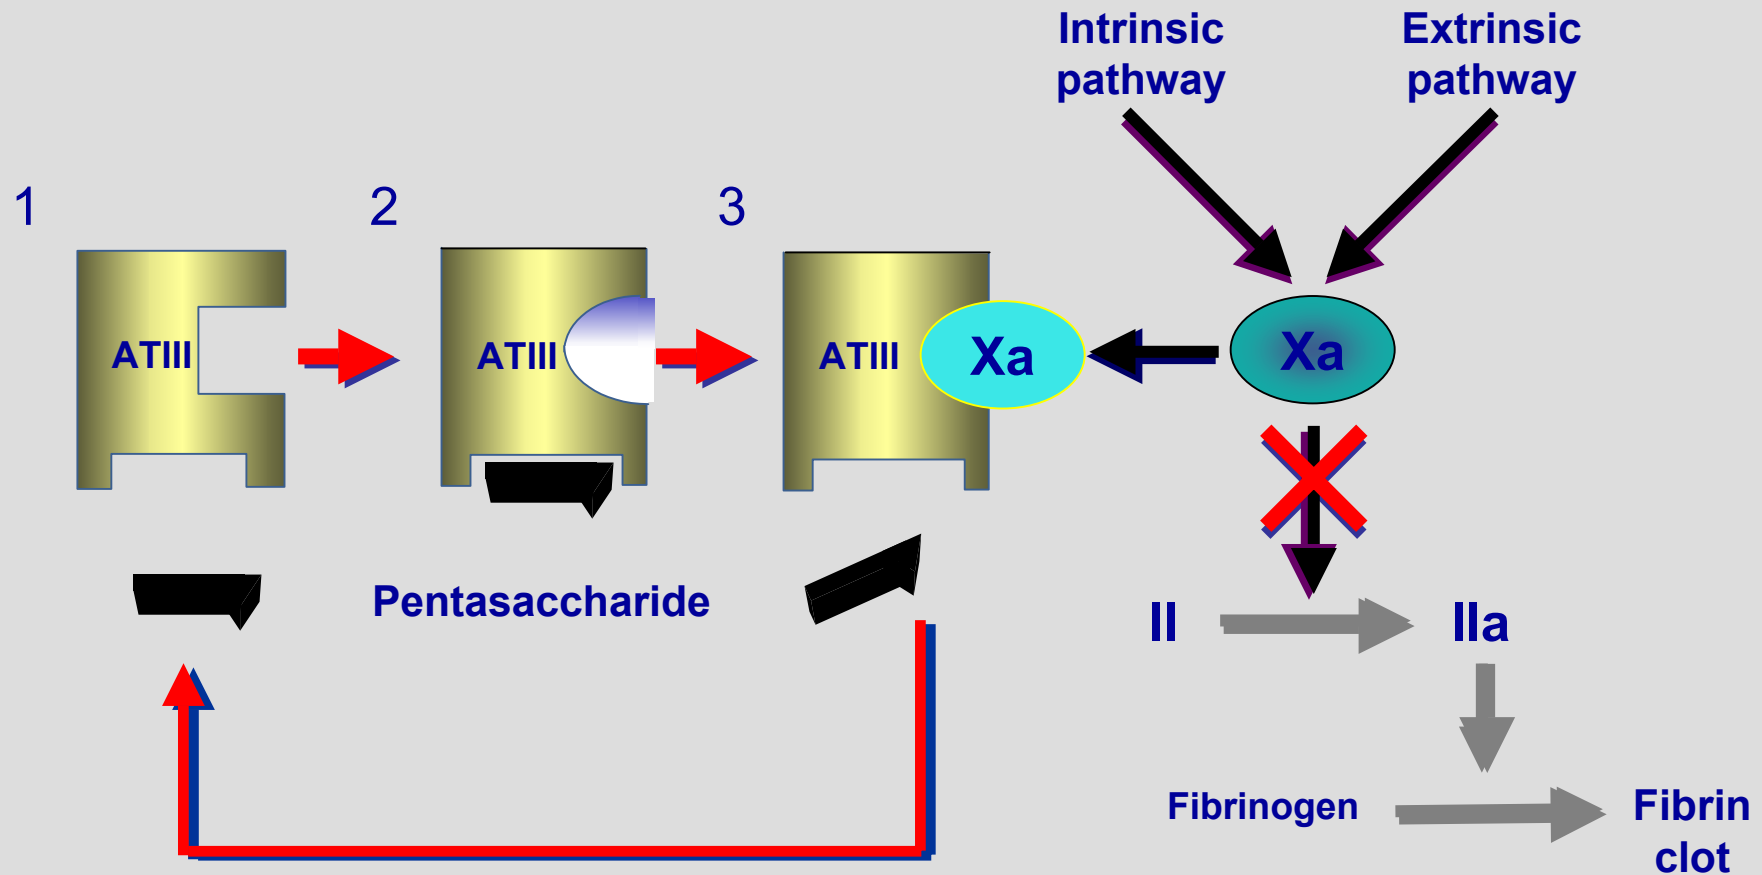 Intrinsic
pathway
Extrinsic
pathway
1
2
3
ATIII
ATIII
ATIII
Xa
Xa
Pentasaccharide
II
IIa
Fibrinogen
Fibrin
clot